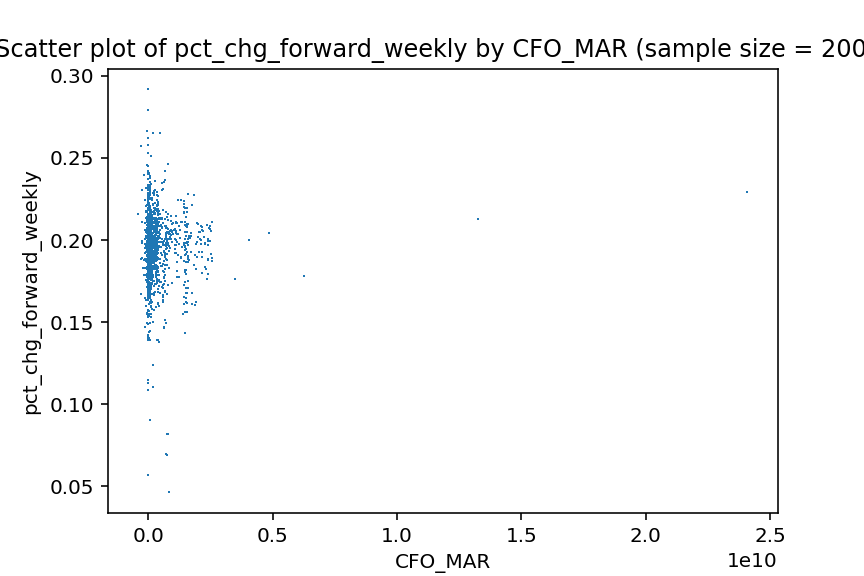 Scatter plot of pct_chg_forward_weekly by CFO_MAR (sample size = 200
0.30
0.25
0.20
0.15
0.10
0.05
pct_chg_forward_weekly
0.0 0.5 1.0 1.5 2.0 2.5
CFO_MAR
1e10